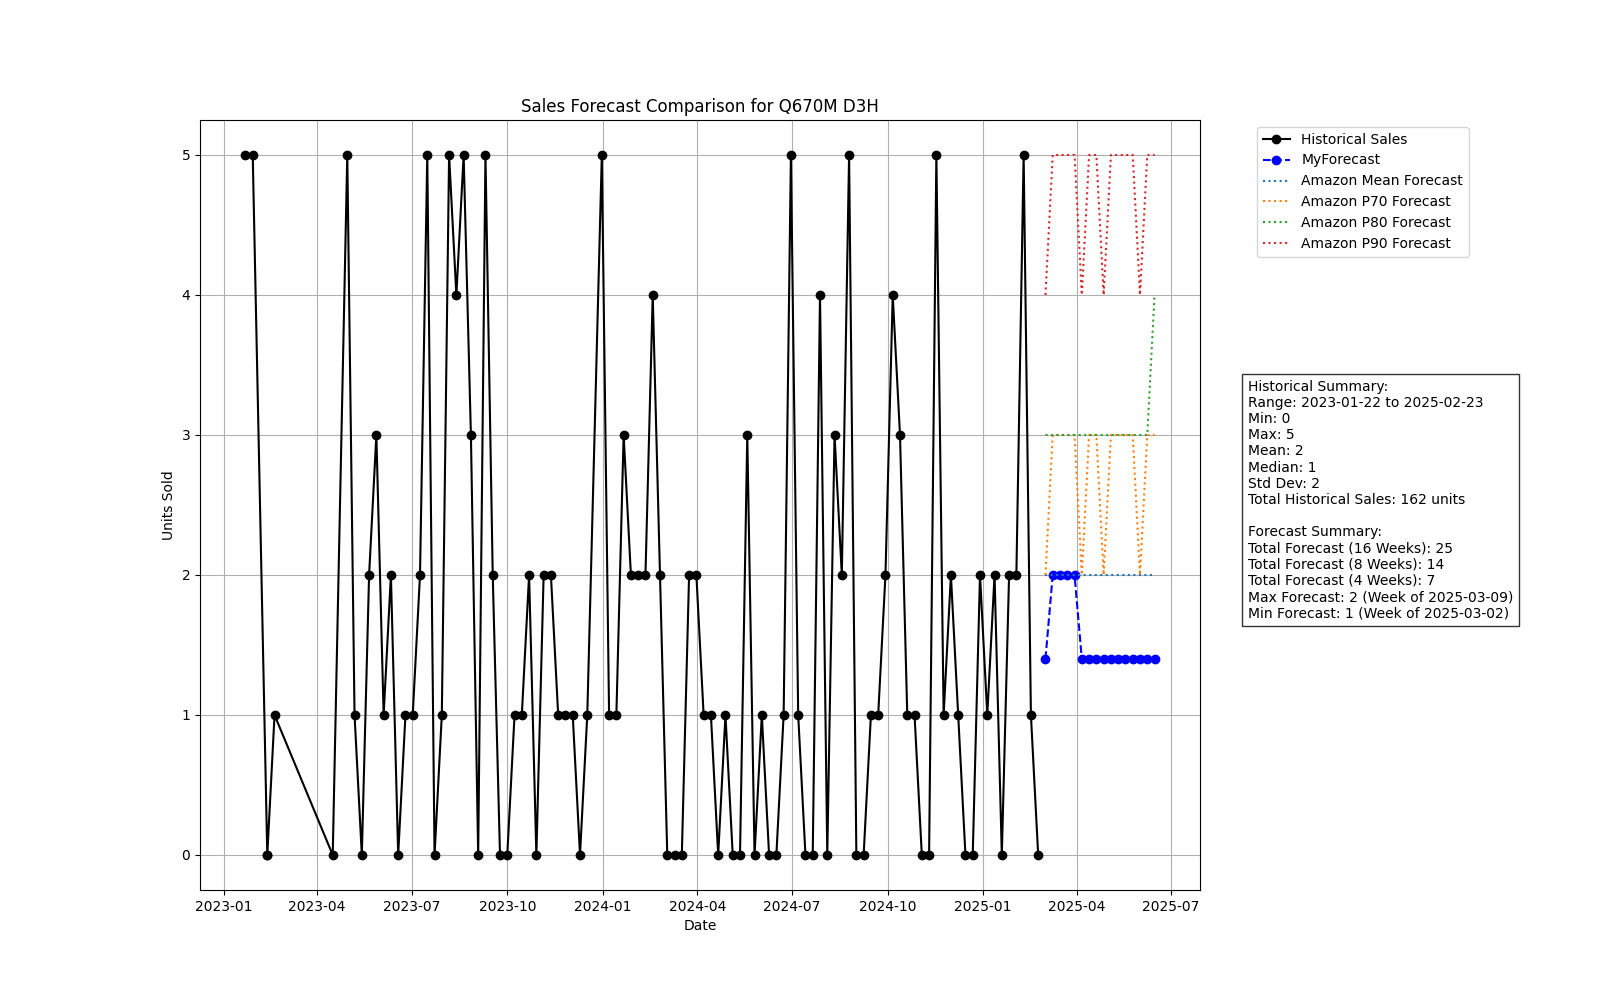 Sales Forecast Comparison for Q670M D3H
Historical Sales
MyForecast
Amazon Mean Forecast
Amazon P70 Forecast
Amazon P80 Forecast
Amazon P90 Forecast
5
4
3
2
1
0
Units Sold
2023-01
2023-04
2023-07
2023-10
2024-01
2024-04
2024-07
2024-10
2025-01
2025-04
2025-07
Date
Historical Summary:
Range: 2023-01-22 to 2025-02-23
Min: 0
Max: 5
Mean: 2
Median: 1
Std Dev: 2
Total Historical Sales: 162 units
Forecast Summary:
Total Forecast (16 Weeks): 25
Total Forecast (8 Weeks): 14
Total Forecast (4 Weeks): 7
Max Forecast: 2 (Week of 2025-03-09)
Min Forecast: 1 (Week of 2025-03-02)